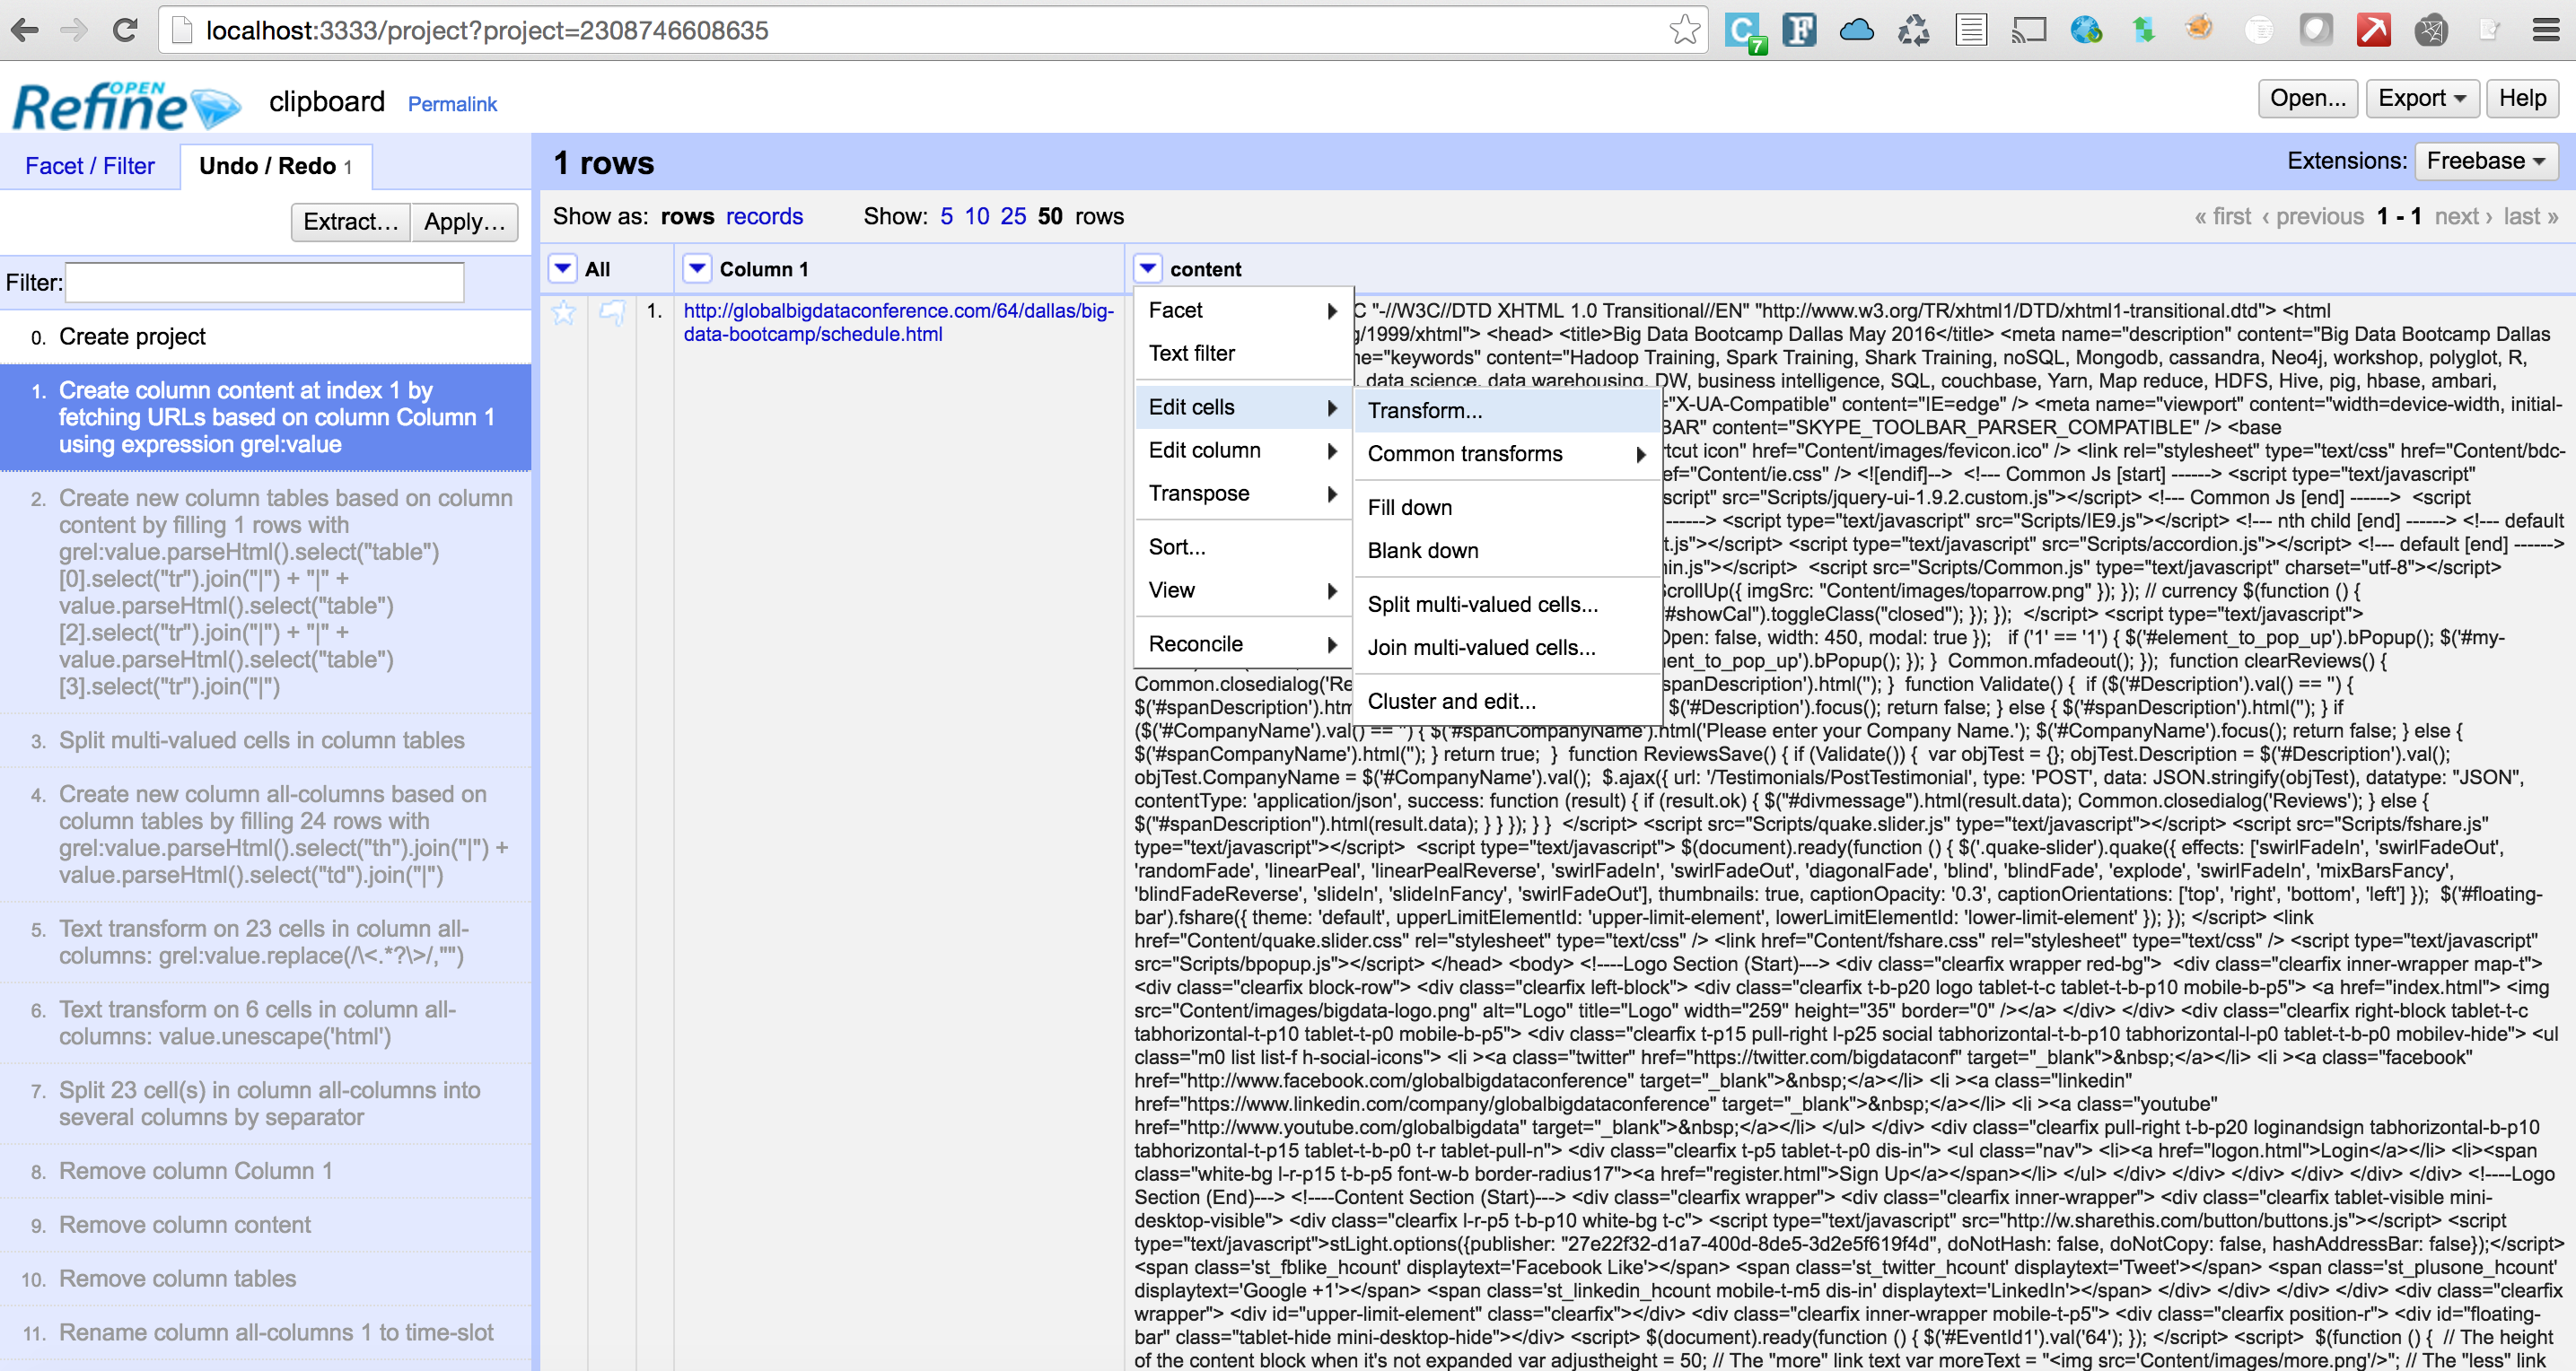 localhost:3333/project?project=2308746608635
7
OPEN
Refine
clipboard Permalink
Open... Export Help
Facet / Filter Undo / Redo 1
Extract... Apply...
Filter:
0. Create project
1. Create column content at index 1 by
fetching URLs based on column Column 1
using expression grel:value
2. Create new column tables based on column
content by filling 1 rows with
grel:value.parseHtml().select("table")
[0].select("tr").join("|") + "|" +
value.parseHtml().select("table")
[2].select("tr").join("|") + "|" +
value.parseHtml().select("table")
[3].select("tr").join("|")
3. Split multi-valued cells in column tables
4. Create new column all-columns based on
column tables by filling 24 rows with
grel:value.parseHtml().select("th").join("|") +
value.parseHtml().select("td").join("|")
5. Text transform on 23 cells in column all-
columns: grel:value.replace(/\<.*?\>/,"")
6. Text transform on 6 cells in column all-
columns: value.unescape('html')
7. Split 23 cell(s) in column all-columns into
several columns by separator
8. Remove column Column 1
9. Remove column content
10. Remove column tables
11. Rename column all-columns 1 to time-slot
1 rows
Extensions: Freebase
Show as: rows records Show: 5 10 25 50 rows
« first ‹ previous 1 - 1 next › last »
All Column 1 content
1. http://globalbigdataconference.com/64/dallas/big-
data-bootcamp/schedule.html
Facet
Text filter
Edit cells
Edit column
Transpose
Sort...
View
Reconcile
Transform...
Common transforms
Fill down
Blank down
Split multi-valued cells...
Join multi-valued cells...
Cluster and edit...
C "-//W3C//DTD XHTML 1.0 Transitional//EN" "http://www.w3.org/TR/xhtml1/DTD/xhtml1-transitional.dtd"> <html
g/1999/xhtml"> <head> <title>Big Data Bootcamp Dallas May 2016</title> <meta name="description" content="Big Data Bootcamp Dallas
ne="keywords" content="Hadoop Training, Spark Training, Shark Training, noSQL, Mongodb, cassandra, Neo4j, workshop, polyglot, R,
, data science, data warehousing, DW, business intelligence, SQL, couchbase, Yarn, Map reduce, HDFS, Hive, pig, hbase, ambari,
="X-UA-Compatible" content="IE=edge" /> <meta name="viewport" content="width=device-width, initial-
BAR" content="SKYPE_TOOLBAR_PARSER_COMPATIBLE" /> <base
rtcut icon" href="Content/images/fevicon.ico" /> <link rel="stylesheet" type="text/css" href="Content/bdc-
ef="Content/ie.css" /> <![endif]--> <!--- Common Js [start] ------> <script type="text/javascript"
script" src="Scripts/jquery-ui-1.9.2.custom.js"></script> <!--- Common Js [end] ------> <script
------> <script type="text/javascript" src="Scripts/IE9.js"></script> <!--- nth child [end] ------> <!--- default
t.js"></script> <script type="text/javascript" src="Scripts/accordion.js"></script> <!--- default [end] ------>
nin.js"></script> <script src="Scripts/Common.js" type="text/javascript" charset="utf-8"></script>
ScrollUp({ imgSrc: "Content/images/toparrow.png" }); }); // currency $(function () {
'#showCal").toggleClass("closed"); }); }); </script> <script type="text/javascript">
Open: false, width: 450, modal: true }); if ('1' == '1') { $('#element_to_pop_up').bPopup(); $('#my-
ent_to_pop_up').bPopup(); }); } Common.mfadeout(); }); function clearReviews() {
Common.closedialog('Re spanDescription').html(''); } function Validate() { if ($('#Description').val() == '') {
$('#spanDescription').htm $('#Description').focus(); return false; } else { $('#spanDescription').html(''); } if
($('#CompanyName').val() == '') { $('#spanCompanyName').html('Please enter your Company Name.'); $('#CompanyName').focus(); return false; } else {
$('#spanCompanyName').html(''); } return true; } function ReviewsSave() { if (Validate()) { var objTest = {}; objTest.Description = $('#Description').val();
objTest.CompanyName = $('#CompanyName').val(); $.ajax({ url: '/Testimonials/PostTestimonial', type: 'POST', data: JSON.stringify(objTest), datatype: "JSON",
contentType: 'application/json', success: function (result) { if (result.ok) { $("#divmessage").html(result.data); Common.closedialog('Reviews'); } else {
$("#spanDescription").html(result.data); } } }); } } </script> <script src="Scripts/quake.slider.js" type="text/javascript"></script> <script src="Scripts/fshare.js"
type="text/javascript"></script> <script type="text/javascript"> $(document).ready(function () { $('.quake-slider').quake({ effects: ['swirlFadeIn', 'swirlFadeOut',
'randomFade', 'linearPeal', 'linearPealReverse', 'swirlFadeIn', 'swirlFadeOut', 'diagonalFade', 'blind', 'blindFade', 'explode', 'swirlFadeIn', 'mixBarsFancy',
'blindFadeReverse', 'slideIn', 'slideInFancy', 'swirlFadeOut'], thumbnails: true, captionOpacity: '0.3', captionOrientations: ['top', 'right', 'bottom', 'left'] }); $('#floating-
bar').fshare({ theme: 'default', upperLimitElementId: 'upper-limit-element', lowerLimitElementId: 'lower-limit-element' }); }); </script> <link
href="Content/quake.slider.css" rel="stylesheet" type="text/css" /> <link href="Content/fshare.css" rel="stylesheet" type="text/css" /> <script type="text/javascript"
src="Scripts/bpopup.js"></script> </head> <body> <!----Logo Section (Start)---> <div class="clearfix wrapper red-bg"> <div class="clearfix inner-wrapper map-t">
<div class="clearfix block-row"> <div class="clearfix left-block"> <div class="clearfix t-b-p20 logo tablet-t-c tablet-t-b-p10 mobile-b-p5"> <a href="index.html"> <img
src="Content/images/bigdata-logo.png" alt="Logo" title="Logo" width="259" height="35" border="0" /></a> </div> </div> <div class="clearfix right-block tablet-t-c
tabhorizontal-t-p10 tablet-t-p0 mobile-b-p5"> <div class="clearfix t-p15 pull-right l-p25 social tabhorizontal-t-b-p10 tabhorizontal-l-p0 tablet-t-b-p0 mobilev-hide"> <ul
class="m0 list list-f h-social-icons"> <li ><a class="twitter" href="https://twitter.com/bigdataconf" target="_blank">&nbsp;</a></li> <li ><a class="facebook"
href="http://www.facebook.com/globalbigdataconference" target="_blank">&nbsp;</a></li> <li ><a class="linkedin"
href="https://www.linkedin.com/company/globalbigdataconference" target="_blank">&nbsp;</a></li> <li ><a class="youtube"
href="http://www.youtube.com/globalbigdata" target="_blank">&nbsp;</a></li> </ul> </div> <div class="clearfix pull-right t-b-p20 loginandsign tabhorizontal-b-p10
tabhorizontal-t-p15 tablet-t-b-p0 t-r tablet-pull-n"> <div class="clearfix t-p5 tablet-t-p0 dis-in"> <ul class="nav"> <li><a href="logon.html">Login</a></li> <li><span
class="white-bg l-r-p15 t-b-p5 font-w-b border-radius17"><a href="register.html">Sign Up</a></span></li> </ul> </div> </div> </div> </div> </div> </div> <!----Logo
Section (End)---> <!----Content Section (Start)---> <div class="clearfix wrapper"> <div class="clearfix inner-wrapper"> <div class="clearfix tablet-visible mini-
desktop-visible"> <div class="clearfix l-r-p5 t-b-p10 white-bg t-c"> <script type="text/javascript" src="http://w.sharethis.com/button/buttons.js"></script> <script
type="text/javascript">stLight.options({publisher: "27e22f32-d1a7-400d-8de5-3d2e5f619f4d", doNotHash: false, doNotCopy: false, hashAddressBar: false});</script>
<span class='st_fblike_hcount' displaytext='Facebook Like'></span> <span class='st_twitter_hcount' displaytext='Tweet'></span> <span class='st_plusone_hcount'
displaytext='Google +1'></span> <span class='st_linkedin_hcount mobile-t-m5 dis-in' displaytext='LinkedIn'></span> </div> </div> </div> </div> <div class="clearfix
wrapper"> <div id="upper-limit-element" class="clearfix"></div> <div class="clearfix inner-wrapper mobile-t-p5"> <div class="clearfix position-r"> <div id="floating-
bar" class="tablet-hide mini-desktop-hide"></div> <script> $(document).ready(function () { $('#EventId1').val('64'); }); </script> <script> $(function () { // The height
of the content block when it's not expanded var adjustheight = 50; // The "more" link text var moreText = "<img src='Content/images/more.png'/>"; // The "less" link